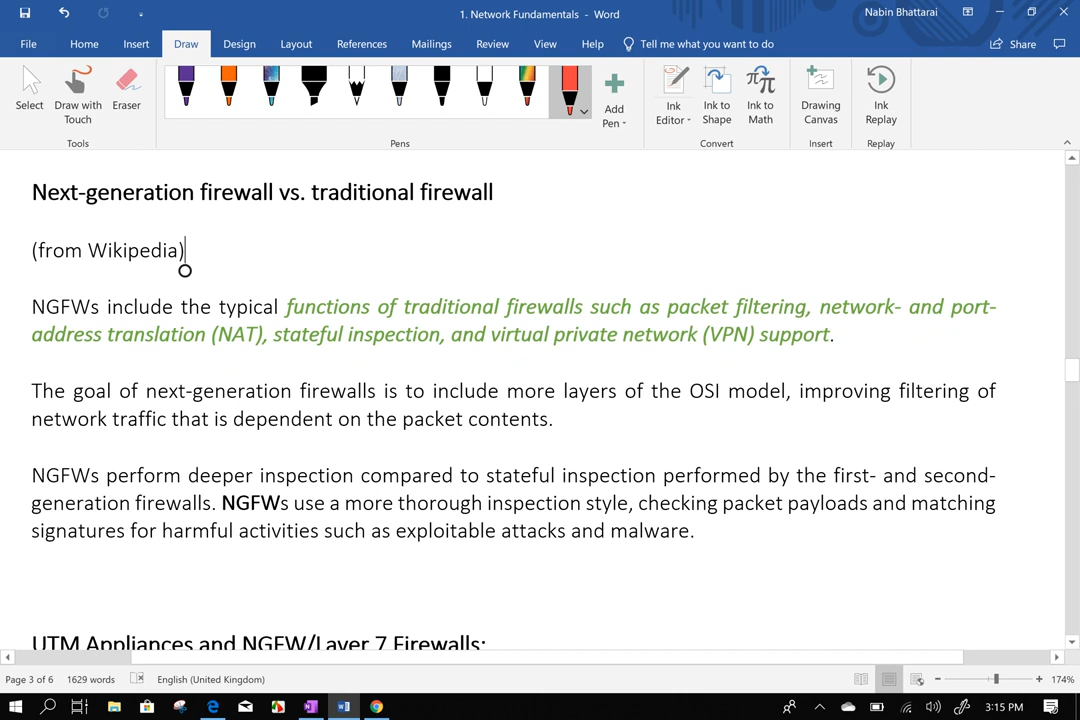 1. Network Fundamentals - Word
Nabin Bhattarai
File Home Insert Draw Design Layout References Mailings Review View Help Tell me what you want to do Share
Select
Draw with Touch
Eraser
Add Pen
Ink Editor
Ink to Shape
Ink to Math
Drawing Canvas
Ink Replay
Tools Pens Convert Insert Replay
Next-generation firewall vs. traditional firewall
(from Wikipedia)
NGFWs include the typical functions of traditional firewalls such as packet filtering, network- and port-
address translation (NAT), stateful inspection, and virtual private network (VPN) support.
The goal of next-generation firewalls is to include more layers of the OSI model, improving filtering of
network traffic that is dependent on the packet contents.
NGFWs perform deeper inspection compared to stateful inspection performed by the first- and second-
generation firewalls. NGFWs use a more thorough inspection style, checking packet payloads and matching
signatures for harmful activities such as exploitable attacks and malware.
UTM Appliances and NGFW/Layer 7 Firewalls:
Page 3 of 6 1629 words English (United Kingdom) 174%
3:15 PM